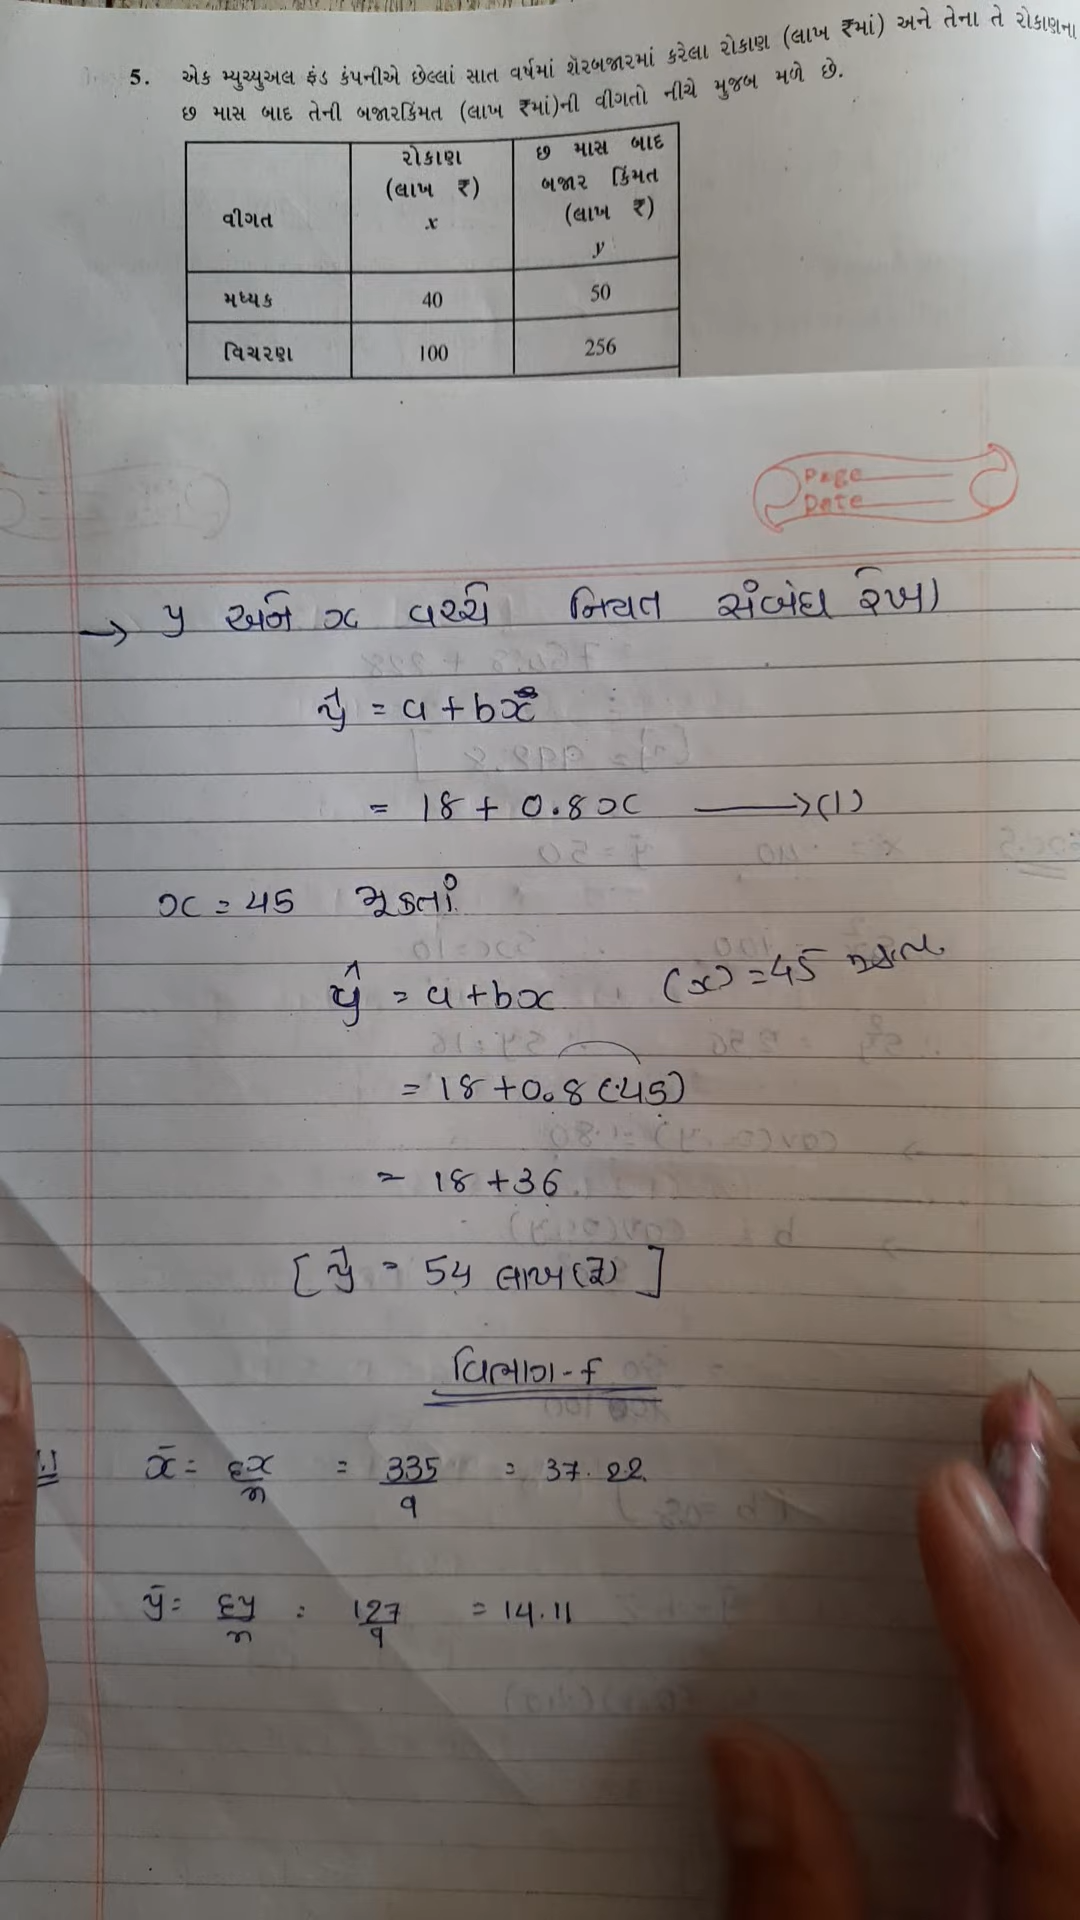 5. એક મ્યુચ્યુઅલ ફંડ કંપનીએ છેલ્લાં સાત વર્ષમાં શૅરબજારમાં કરેલા રોકાણ (લાખ ₹માં) અને તેના તે રોકાણના
છ માસ બાદ તેની બજારકિંમત (લાખ ₹માં)ની વીગતો નીચે મુજબ મળે છે.
વીગત રોકાણ (લાખ ₹) x છ માસ બાદ બજાર કિંમત (લાખ ₹) y
મધ્યક 40 50
વિચરણ 100 256
Page
Date
→ y અને x વચ્ચે નિયત સંબંધ રેખા
ŷ = a + bx
= 18 + 0.8x ⟶ (1)
x = 45 મૂકતાં
ŷ = a + bx (x) = 45
= 18 + 0.8 (45)
= 18 + 36
[ ŷ = 54 લાખ (₹) ]
વિભાગ - F
1.1 x̄ = Σx/n = 335/9 = 37.22
ȳ = Σy/n = 127/9 = 14.11